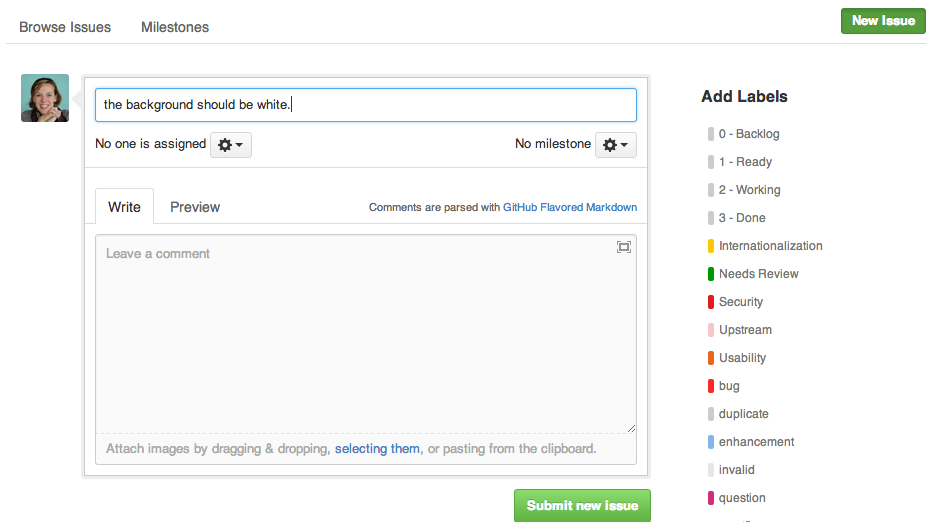 Browse Issues Milestones New Issue
the background should be white.
No one is assigned No milestone
Write Preview Comments are parsed with GitHub Flavored Markdown
Leave a comment
Attach images by dragging & dropping, selecting them, or pasting from the clipboard.
Submit new issue
Add Labels
0 - Backlog
1 - Ready
2 - Working
3 - Done
Internationalization
Needs Review
Security
Upstream
Usability
bug
duplicate
enhancement
invalid
question